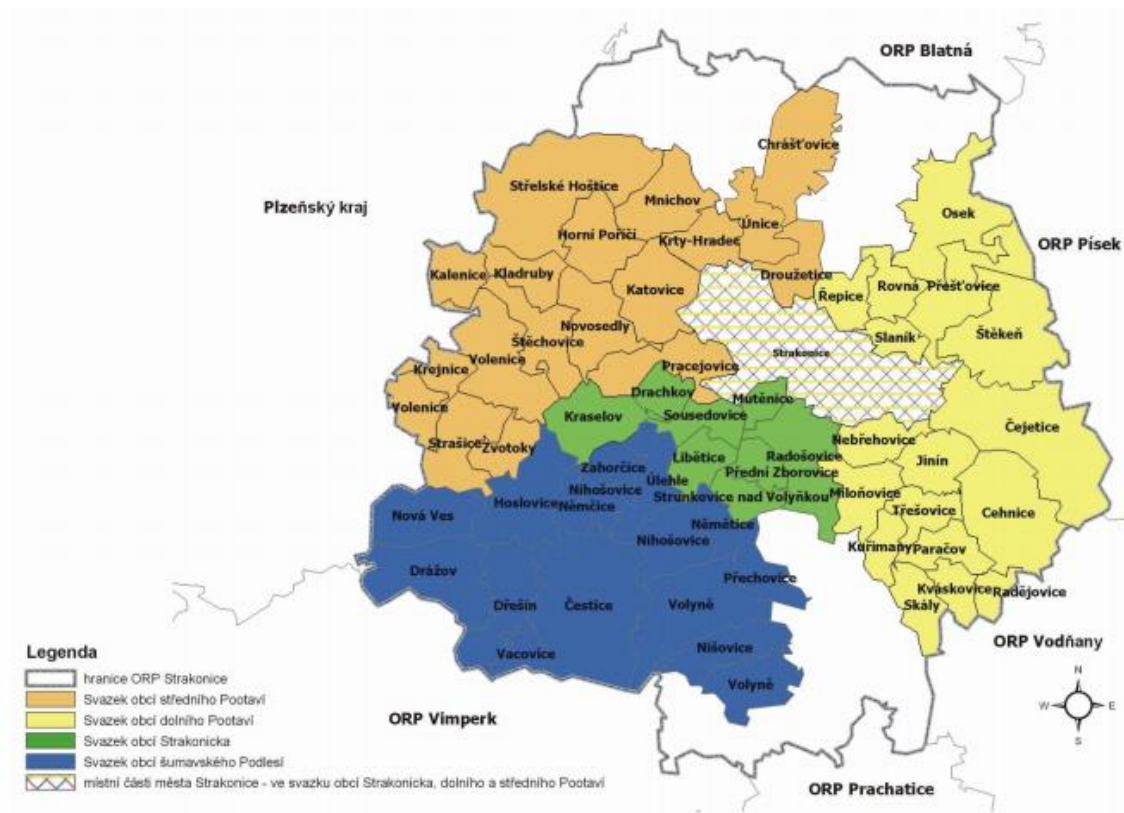 ORP Blatná
Chrášťovice
Plzeňský kraj
Střelské Hoštice
Mnichov
Únice
Osek
Horní Poříčí
Krty-Hradec
ORP Písek
Kalenice
Kladruby
Katovice
Droužetice
Řepice
Rovná
Přešťovice
Novosedly
Štěchovice
Slaník
Štěkeň
Strakonice
Krejnice
Volenice
Pracejovice
Drachkov
Mutěnice
Volenice
Kraselov
Sousedovice
Čejetice
Strašice
Zvotoky
Nebřehovice
Libětice
Radošovice
Jinín
Zahorčice
Přední Zborovice
Úlehle
Nihošovice
Strunkovice nad Volyňkou
Miloňovice
Hoslovice
Němčice
Třešovice
Cehnice
Nová Ves
Němětice
Nihošovice
Kuřimany
Paračov
Drážov
Přechovice
Kváskovice
Radějovice
Dřešín
Čestice
Volyně
Skály
Vacovice
Nišovice
ORP Vodňany
Volyně
Legenda
hranice ORP Strakonice
Svazek obcí středního Pootaví
Svazek obcí dolního Pootaví
Svazek obcí Strakonicka
Svazek obcí šumavského Podlesí
místní části města Strakonice - ve svazku obcí Strakonicka, dolního a středního Pootaví
ORP Vimperk
ORP Prachatice
N
W
E
S